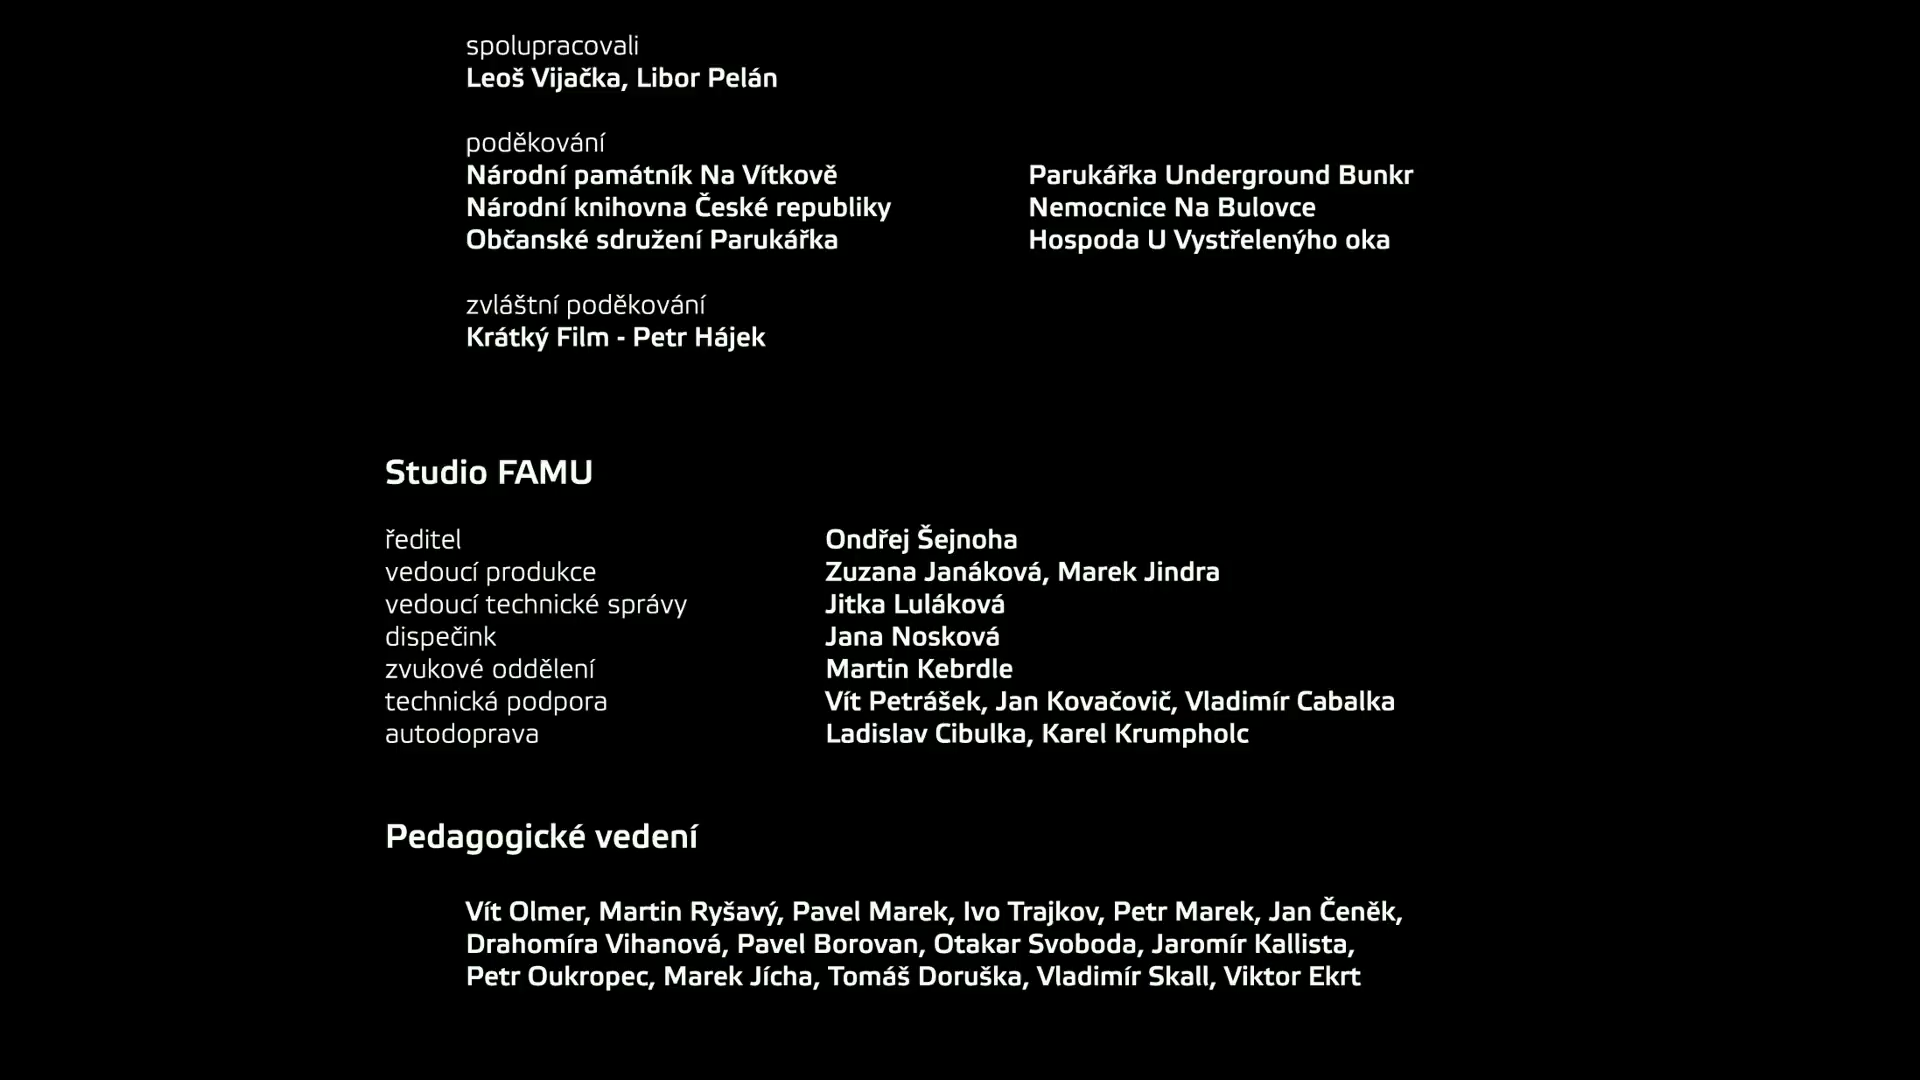 spolupracovali
Leoš Vijačka, Libor Pelán
poděkování
Národní památník Na Vítkově
Národní knihovna České republiky
Občanské sdružení Parukářka
Parukářka Underground Bunkr
Nemocnice Na Bulovce
Hospoda U Vystřelenýho oka
zvláštní poděkování
Krátký Film - Petr Hájek
Studio FAMU
ředitel Ondřej Šejnoha
vedoucí produkce Zuzana Janáková, Marek Jindra
vedoucí technické správy Jitka Luláková
dispečink Jana Nosková
zvukové oddělení Martin Kebrdle
technická podpora Vít Petrášek, Jan Kovačovič, Vladimír Cabalka
autodoprava Ladislav Cibulka, Karel Krumpholc
Pedagogické vedení
Vít Olmer, Martin Ryšavý, Pavel Marek, Ivo Trajkov, Petr Marek, Jan Čeněk,
Drahomíra Vihanová, Pavel Borovan, Otakar Svoboda, Jaromír Kallista,
Petr Oukropec, Marek Jícha, Tomáš Doruška, Vladimír Skall, Viktor Ekrt